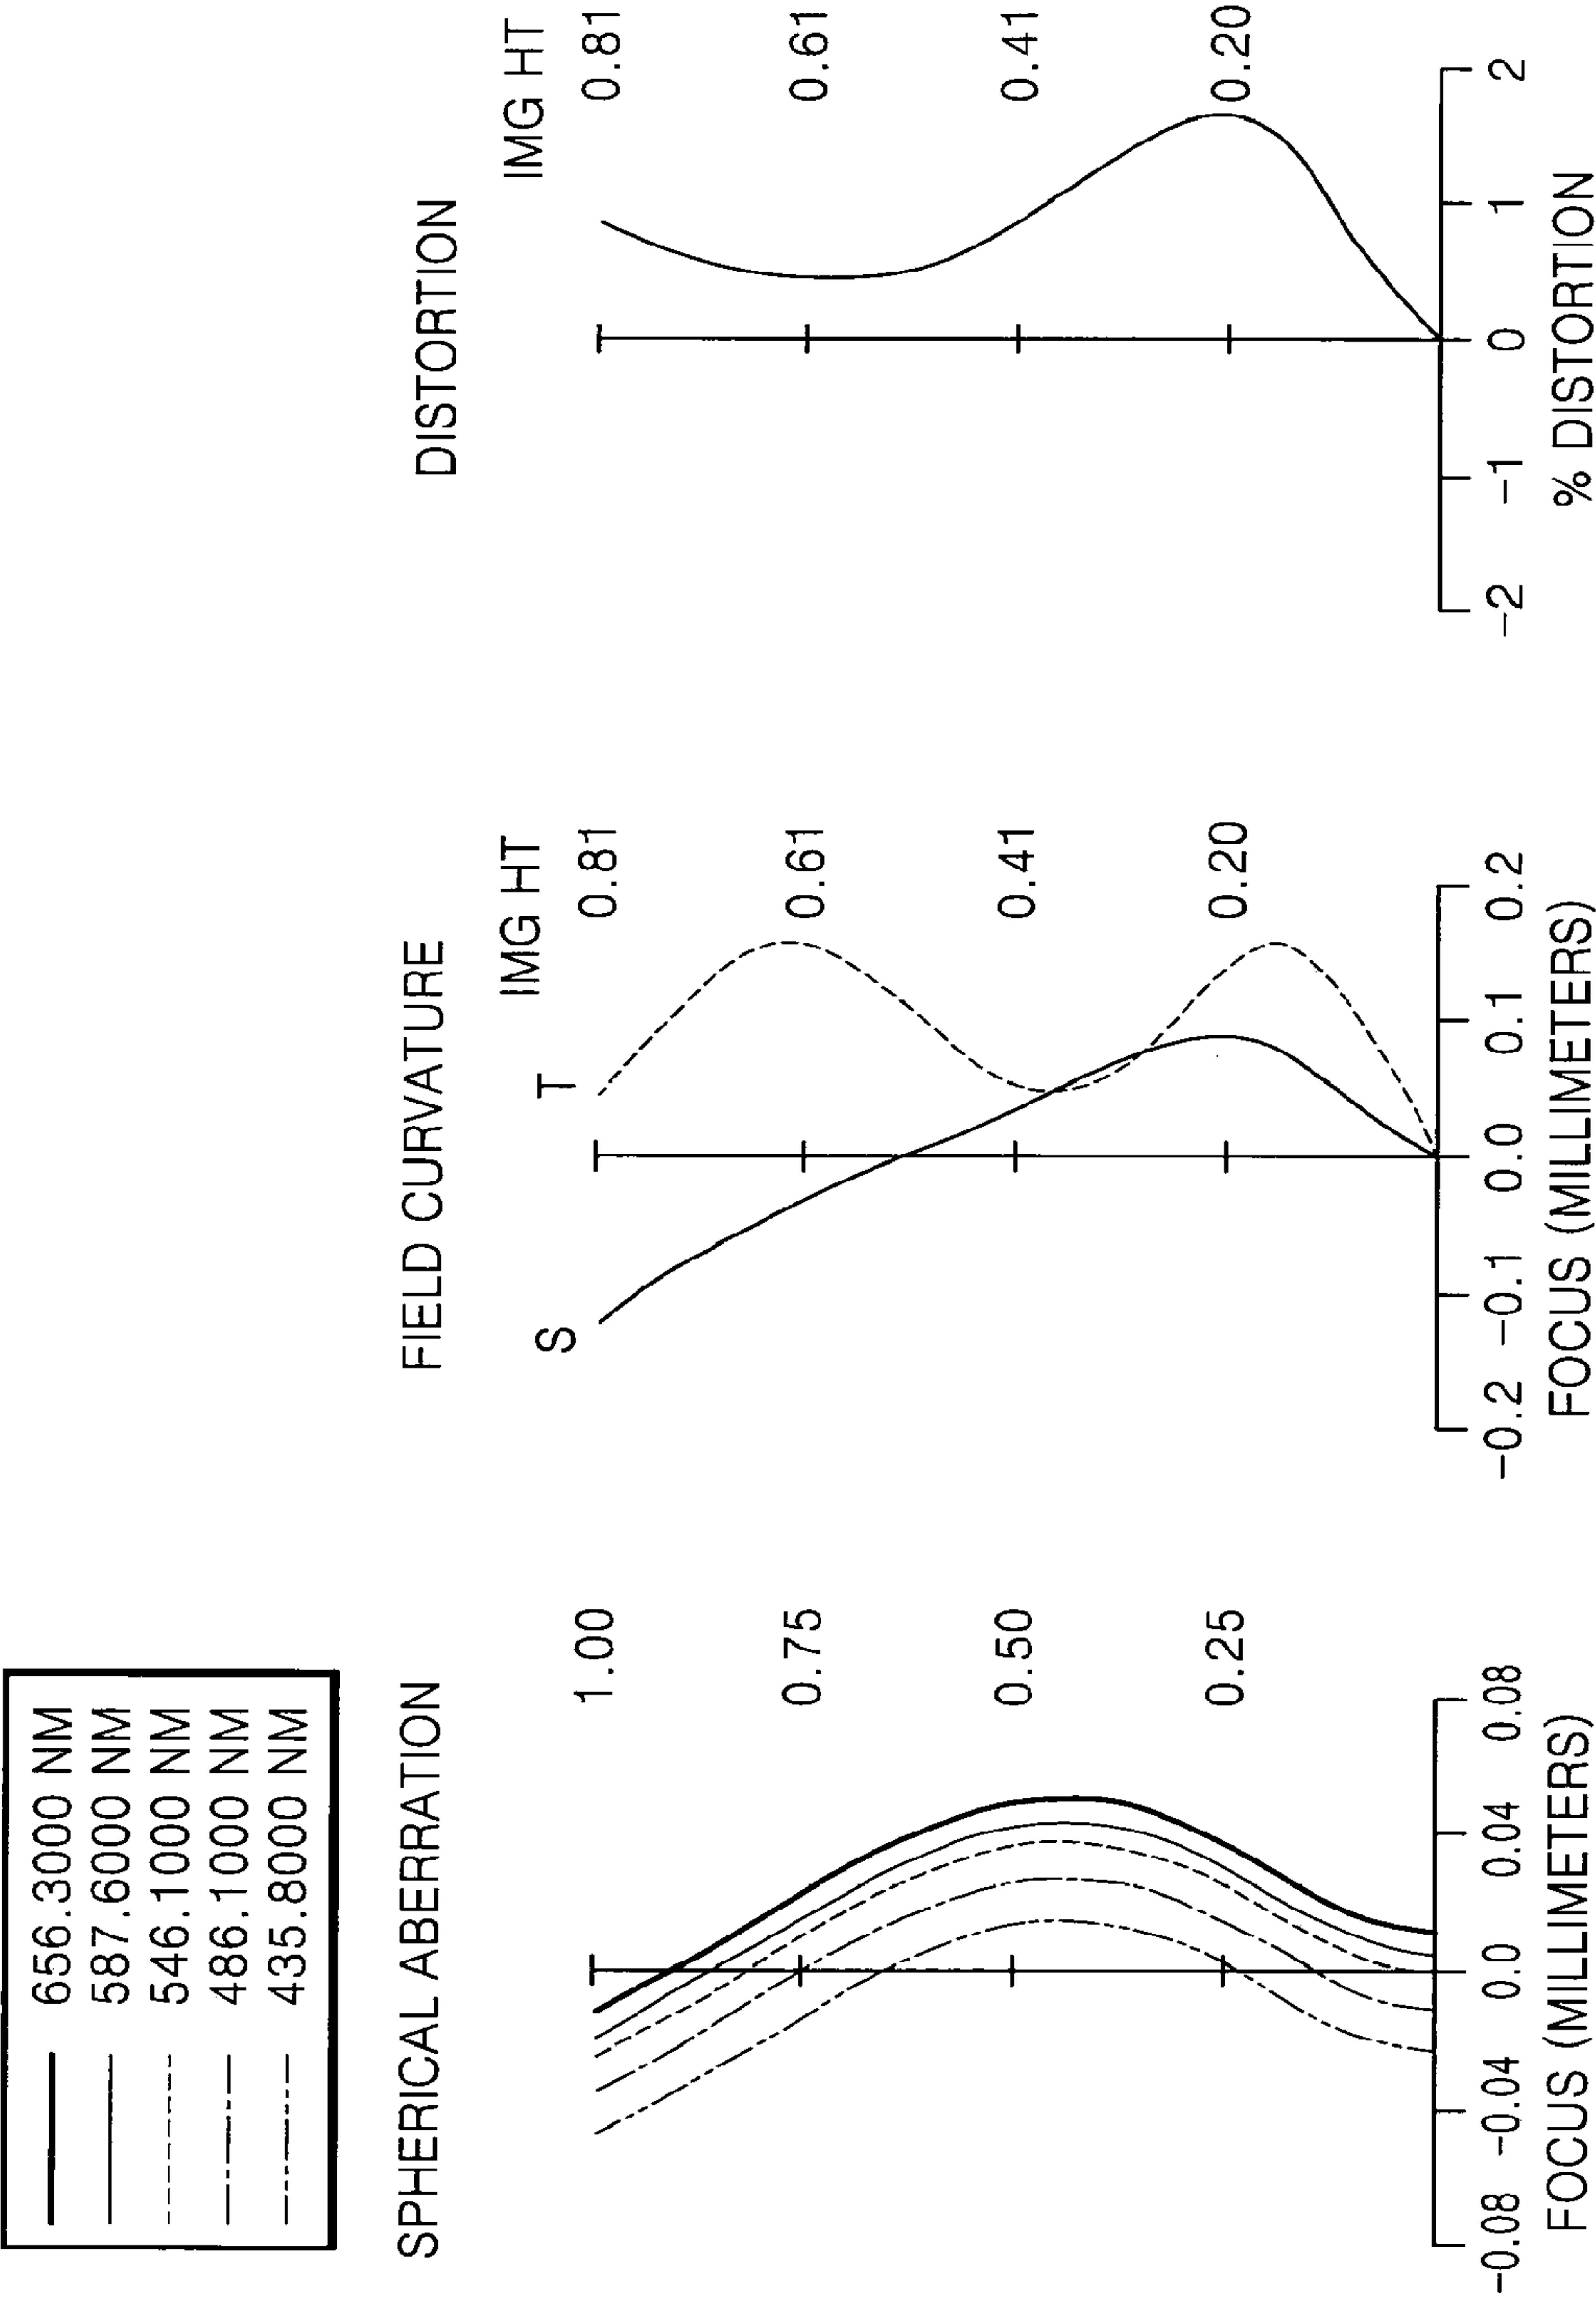 656.3000 NM
587.6000 NM
546.1000 NM
486.1000 NM
435.8000 NM
SPHERICAL ABERRATION
1.00
0.75
0.50
0.25
-0.08 -0.04 0.0 0.04 0.08
FOCUS (MILLIMETERS)
FIELD CURVATURE
IMG HT
S T
0.81
0.61
0.41
0.20
-0.2 -0.1 0.0 0.1 0.2
FOCUS (MILLIMETERS)
DISTORTION
IMG HT
0.81
0.61
0.41
0.20
-2 -1 0 1 2
% DISTORTION